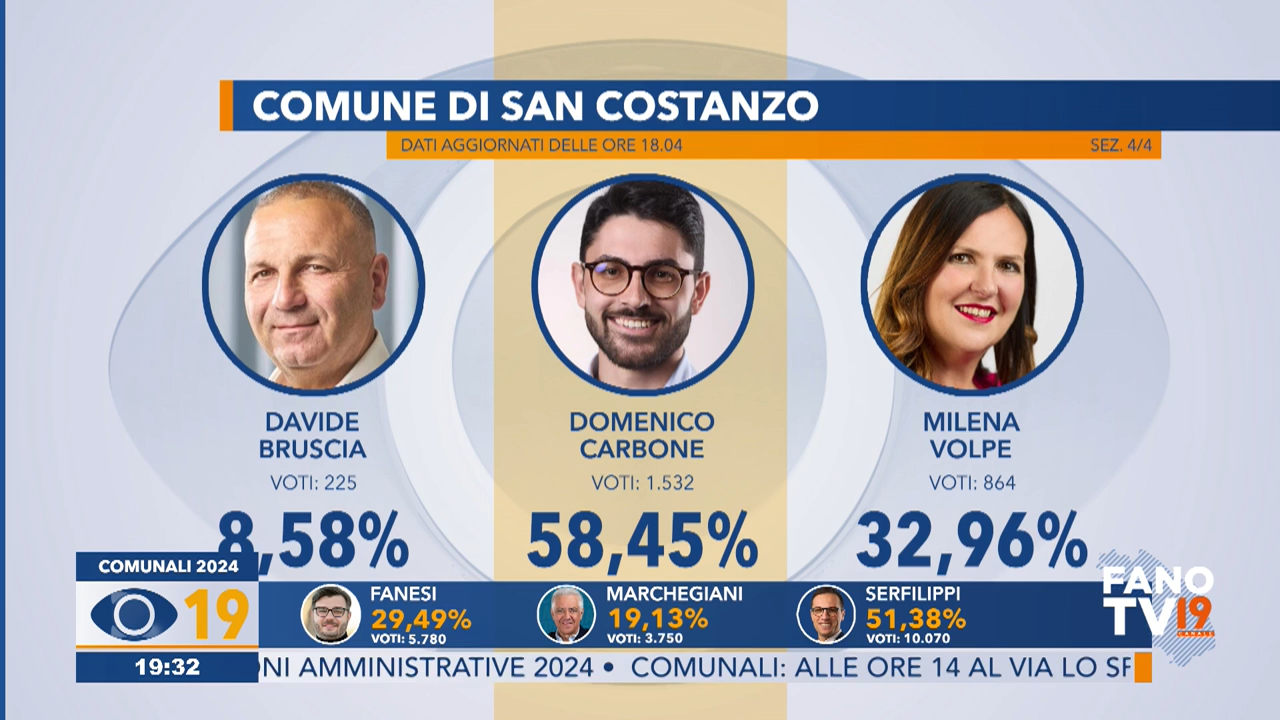 COMUNE DI SAN COSTANZO
DATI AGGIORNATI DELLE ORE 18.04
SEZ. 4/4
DAVIDE
BRUSCIA
VOTI: 225
8,58%
DOMENICO
CARBONE
VOTI: 1.532
58,45%
MILENA
VOLPE
VOTI: 864
32,96%
COMUNALI 2024
19
19:32
FANESI
29,49%
VOTI: 5.780
MARCHEGIANI
19,13%
VOTI: 3.750
SERFILIPPI
51,38%
VOTI: 10.070
FANO
TV19
CANALE
ONI AMMINISTRATIVE 2024 • COMUNALI: ALLE ORE 14 AL VIA LO